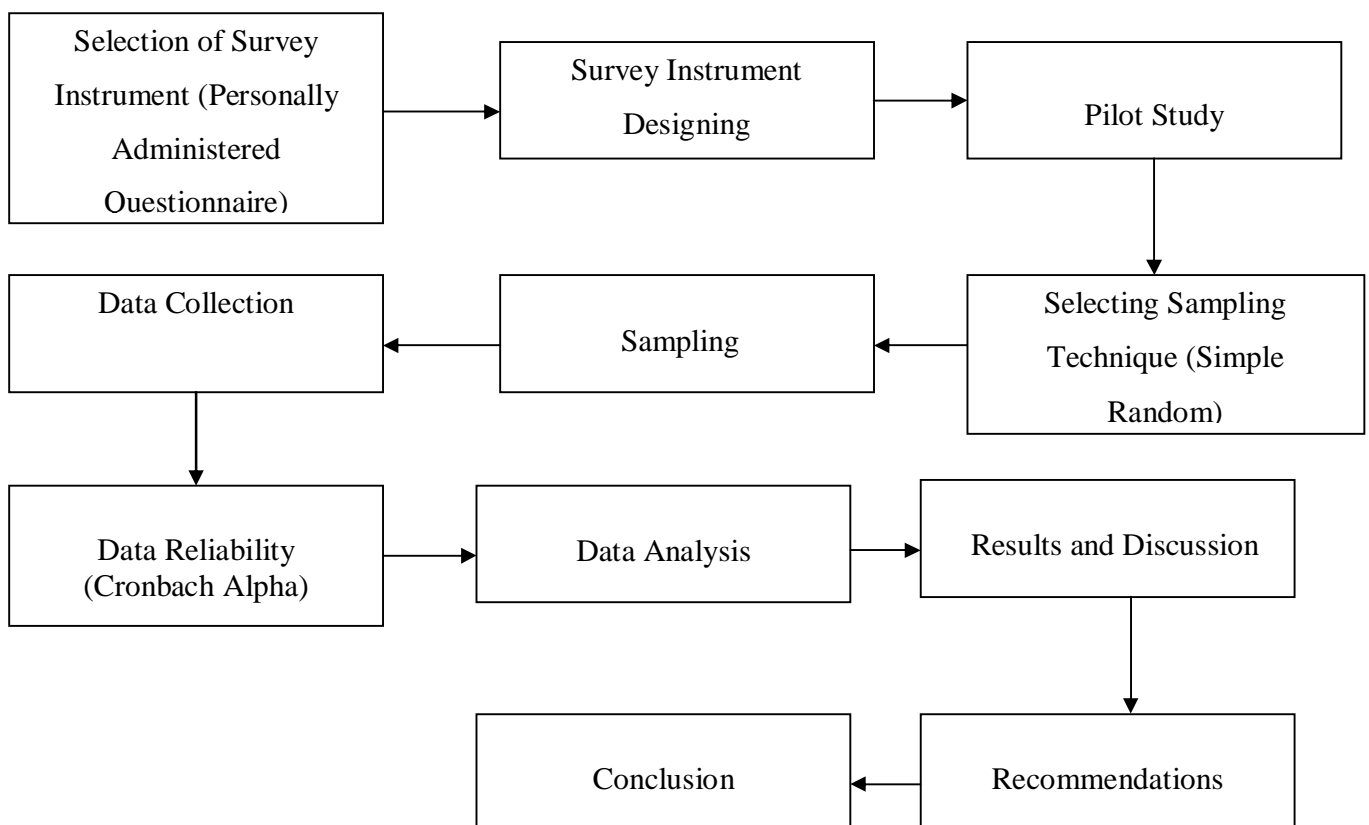 Selection of Survey
Instrument (Personally
Administered
Questionnaire)
Survey Instrument
Designing
Pilot Study
Selecting Sampling
Technique (Simple
Random)
Sampling
Data Collection
Data Reliability
(Cronbach Alpha)
Data Analysis
Results and Discussion
Recommendations
Conclusion